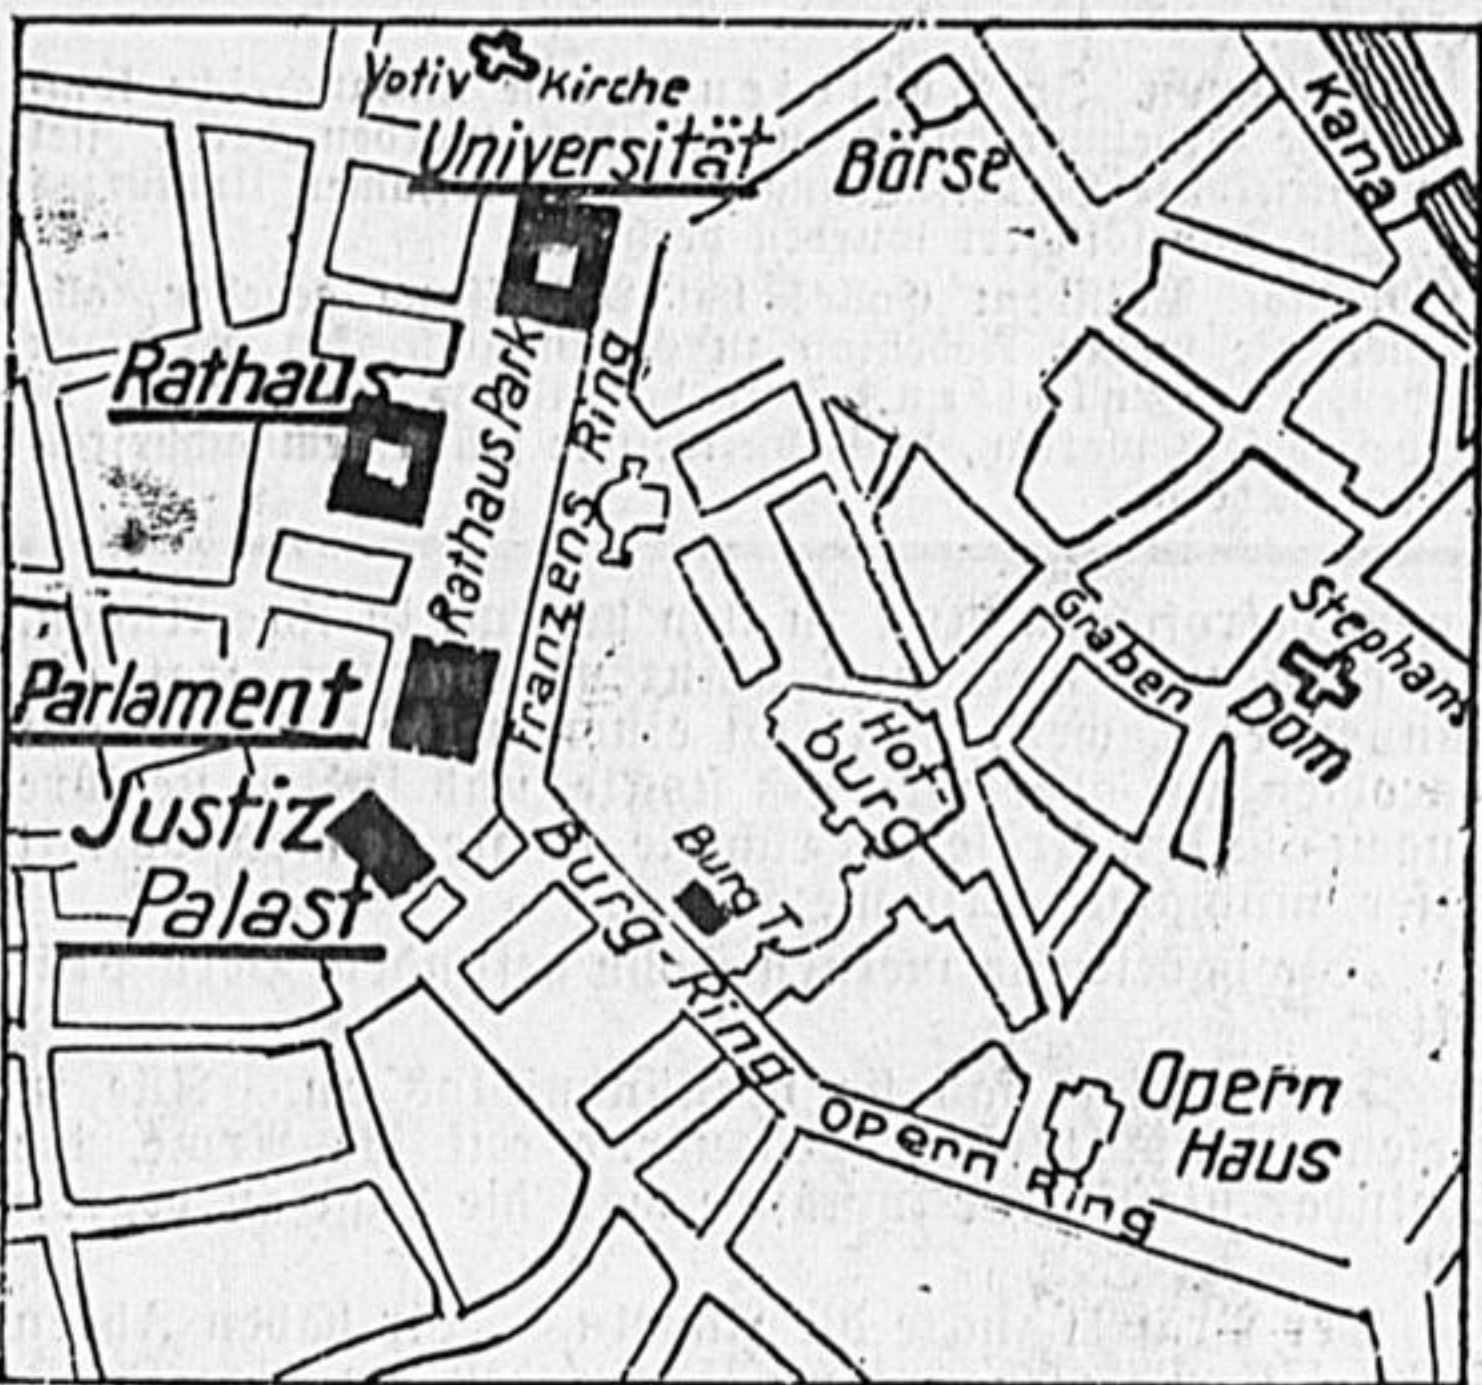 Votiv Kirche
Universität
Börse
Kanal
Rathaus
Rathaus Park
Franzens Ring
Parlament
Justiz
Palast
Burg-Ring
Burg T.
Hof-
burg
Graben
Stephans
Dom
Opern
Haus
Opern Ring